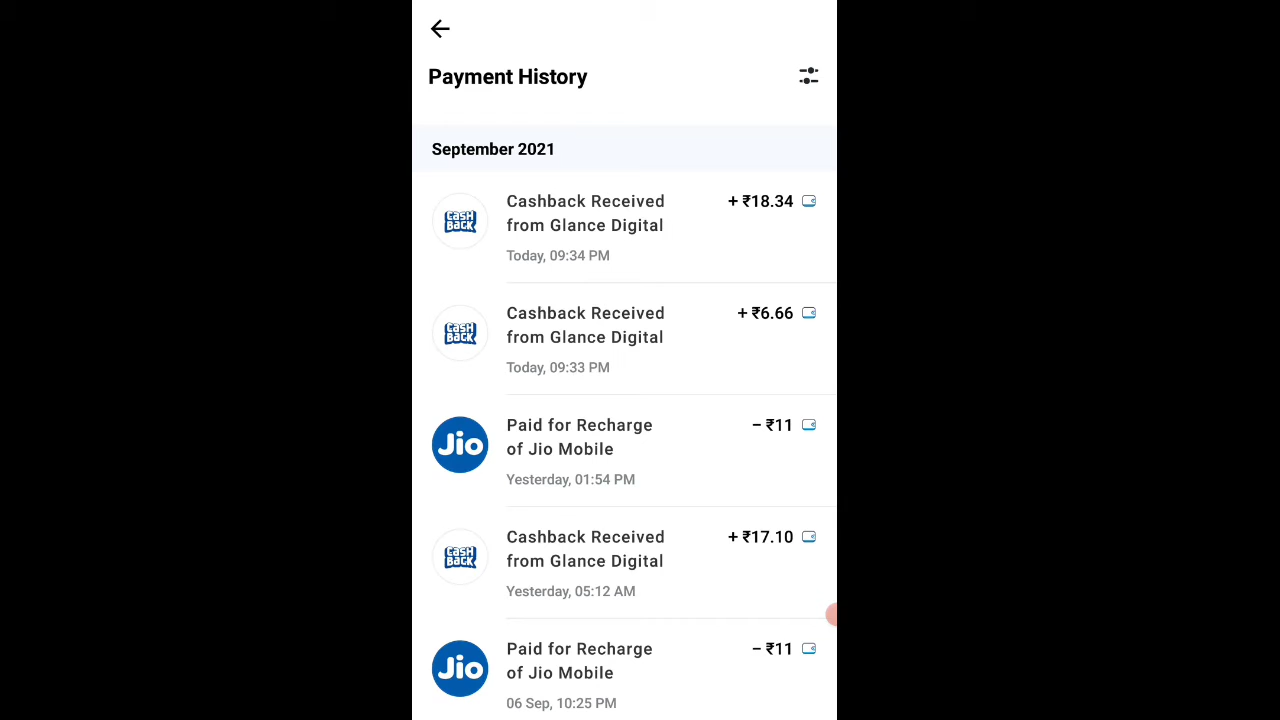 Payment History
September 2021
CASH
BACK
Cashback Received
+ ₹18.34
from Glance Digital
Today, 09:34 PM
CASH
BACK
Cashback Received
+ ₹6.66
from Glance Digital
Today, 09:33 PM
Jio
Paid for Recharge
− ₹11
of Jio Mobile
Yesterday, 01:54 PM
CASH
BACK
Cashback Received
+ ₹17.10
from Glance Digital
Yesterday, 05:12 AM
Jio
Paid for Recharge
− ₹11
of Jio Mobile
06 Sep, 10:25 PM